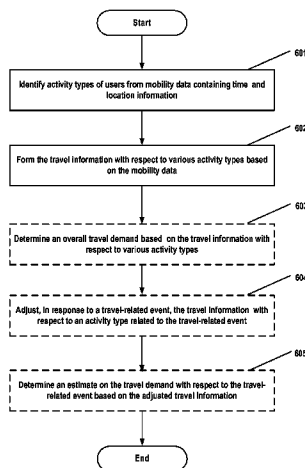 Start
601
Identify activity types of users from mobility data containing time and
location information
602
Form the travel information with respect to various activity types based
on the mobility data
603
Determine an overall travel demand based on the travel information with
respect to various activity types
604
Adjust, in response to a travel-related event, the travel information with
respect to an activity type related to the travel-related event
605
Determine an estimate on the travel demand with respect to the travel-
related event based on the adjusted travel information
End